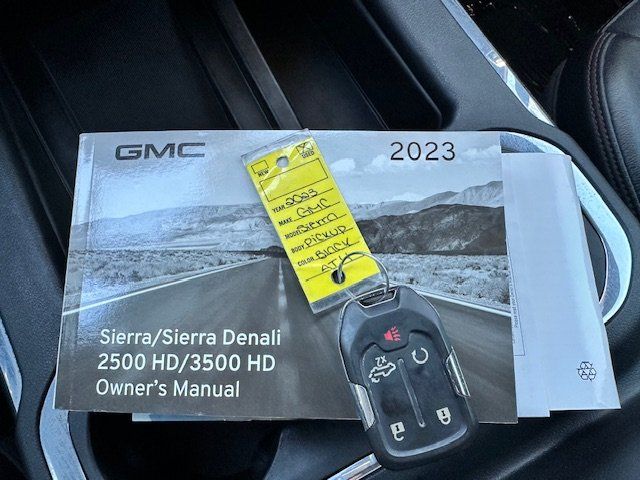 GMC 2023
NEW USED
YEAR 2023
MAKE GMC
MODEL Sierra
BODY Pickup
COLOR Black
Sierra/Sierra Denali
2500 HD/3500 HD
Owner's Manual